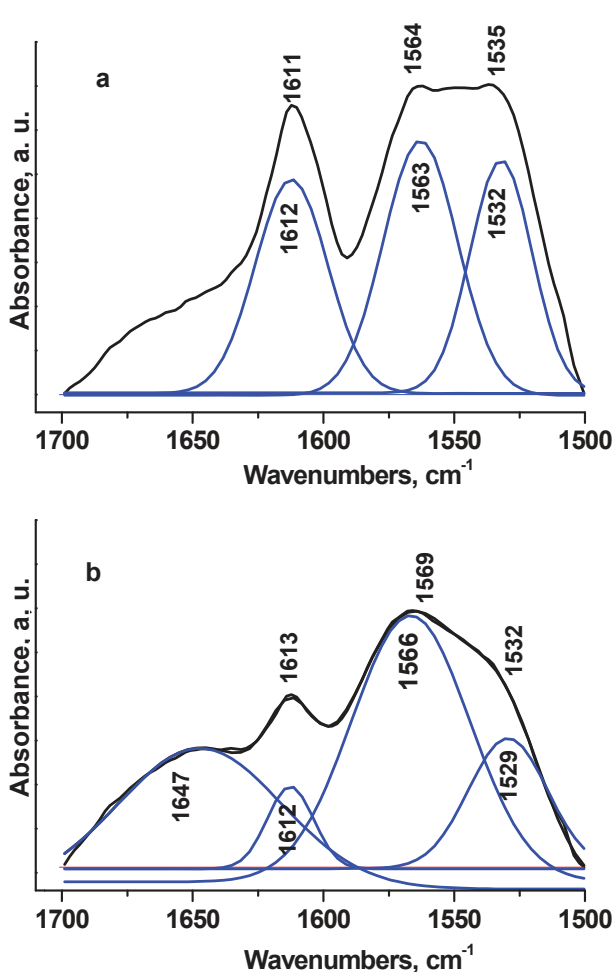 a
1611
1564
1535
1612
1563
1532
Absorbance, a. u.
1700 1650 1600 1550 1500
Wavenumbers, cm⁻¹
b
1613
1569
1532
1647
1612
1566
1529
Absorbance, a. u.
1700 1650 1600 1550 1500
Wavenumbers, cm⁻¹